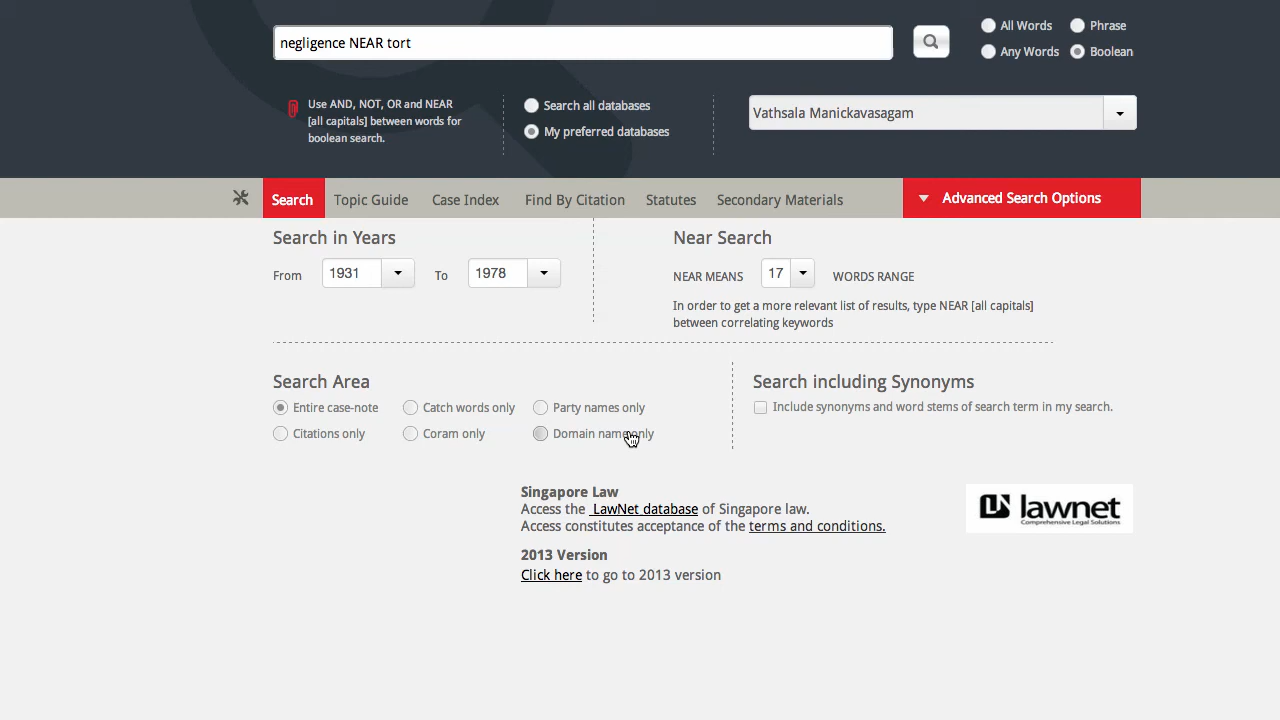 negligence NEAR tort
All Words
Phrase
Any Words
Boolean
Use AND, NOT, OR and NEAR
[all capitals] between words for
boolean search.
Search all databases
My preferred databases
Vathsala Manickavasagam
Search
Topic Guide
Case Index
Find By Citation
Statutes
Secondary Materials
Advanced Search Options
Search in Years
From 1931 To 1978
Near Search
NEAR MEANS 17 WORDS RANGE
In order to get a more relevant list of results, type NEAR [all capitals]
between correlating keywords
Search Area
Entire case-note
Catch words only
Party names only
Citations only
Coram only
Domain name only
Search including Synonyms
Include synonyms and word stems of search term in my search.
Singapore Law
Access the LawNet database of Singapore law.
Access constitutes acceptance of the terms and conditions.
2013 Version
Click here to go to 2013 version
lawnet
Comprehensive Legal Solutions